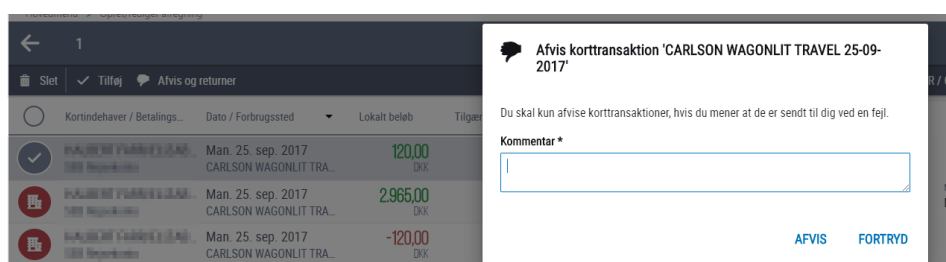 Hovedmenu > Opret/rediger afregning
1
Slet ✓ Tilføj Afvis og returner
Kortindehaver / Betalings... Dato / Forbrugssted Lokalt beløb Tilgær
Man. 25. sep. 2017 120,00
CARLSON WAGONLIT TRA... DKK
Man. 25. sep. 2017 2.965,00
CARLSON WAGONLIT TRA... DKK
Man. 25. sep. 2017 -120,00
CARLSON WAGONLIT TRA... DKK
Afvis korttransaktion 'CARLSON WAGONLIT TRAVEL 25-09-
2017'
Du skal kun afvise korttransaktioner, hvis du mener at de er sendt til dig ved en fejl.
Kommentar *
AFVIS FORTRYD